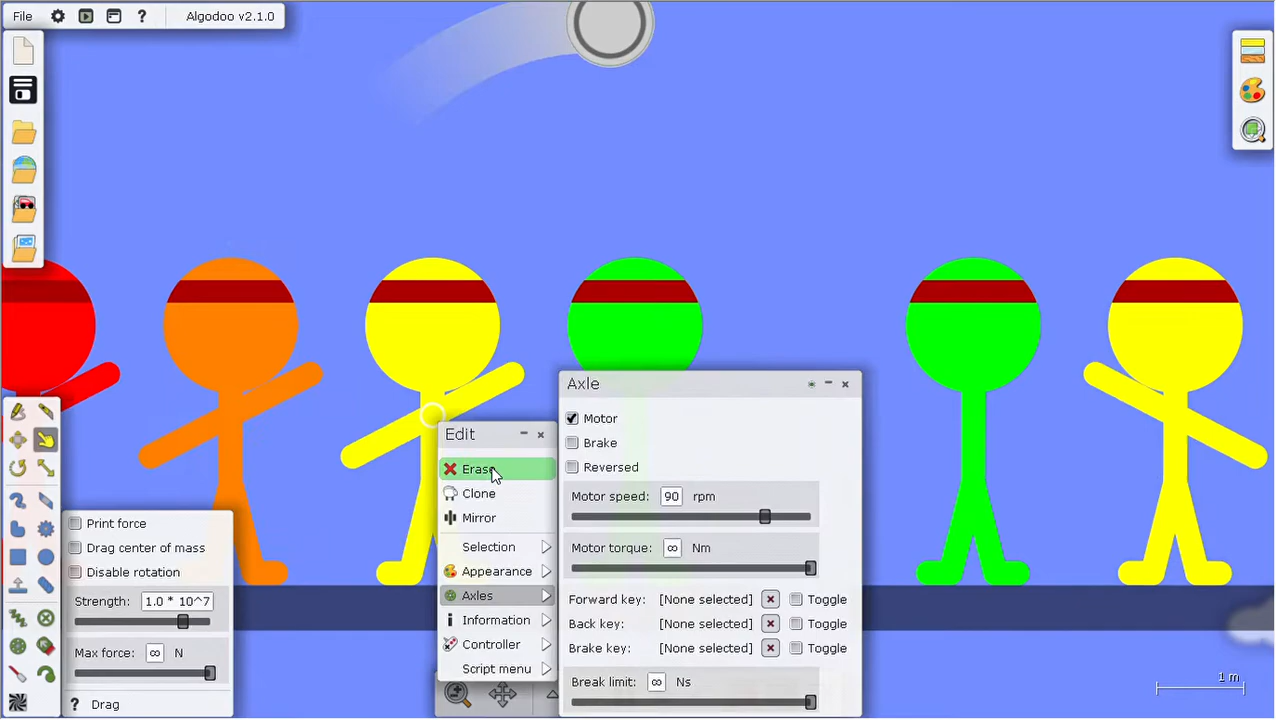 File ? Algodoo v2.1.0
Axle
Motor
Brake
Reversed
Motor speed: 90 rpm
Motor torque: ∞ Nm
Forward key: [None selected] Toggle
Back key: [None selected] Toggle
Brake key: [None selected] Toggle
Break limit: ∞ Ns
Edit
Erase
Clone
Mirror
Selection
Appearance
Axles
Information
Controller
Script menu
Print force
Drag center of mass
Disable rotation
Strength: 1.0 * 10^7
Max force: ∞ N
? Drag
1 m